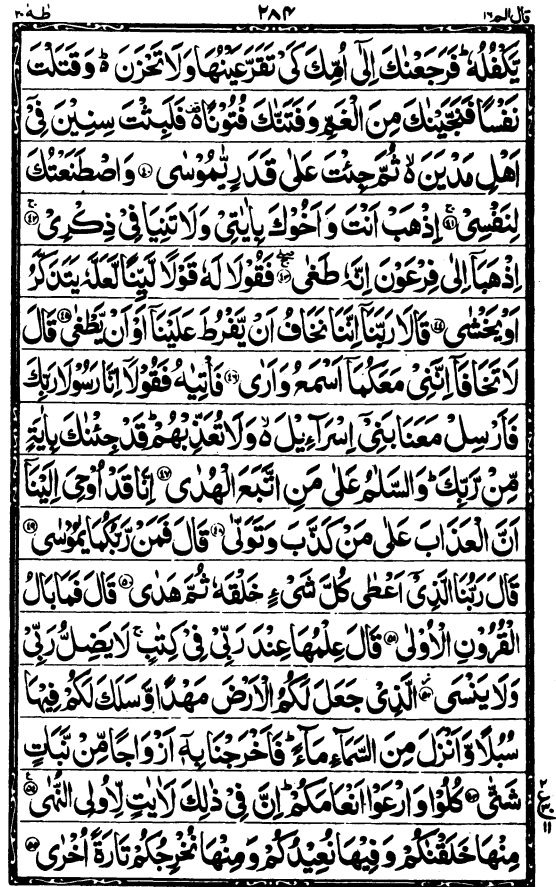 قال الم ١٦ ٢٨٤ طٰهٰ ٢٠
يَّكْفُلُهٗ ؕ فَرَجَعْنٰكَ اِلٰۤى اُمِّكَ كَیْ تَقَرَّ عَيْنُهَا وَلَا تَحْزَنَ ؕ۬ وَقَتَلْتَ
نَفْسًا فَنَجَّيْنٰكَ مِنَ الْغَمِّ وَفَتَنّٰكَ فُتُوْنًا ۬ۚ فَلَبِثْتَ سِنِيْنَ فِیْۤ
اَهْلِ مَدْيَنَ ۬ۙ ثُمَّ جِئْتَ عَلٰى قَدَرٍ يّٰمُوْسٰى ﴿۴۰﴾ وَاصْطَنَعْتُكَ
لِنَفْسِیْ ﴿۴۱﴾ۚ اِذْهَبْ اَنْتَ وَاَخُوْكَ بِاٰيٰتِیْ وَلَا تَنِيَا فِیْ ذِكْرِیْ ﴿۴۲﴾ۚ
اِذْهَبَاۤ اِلٰى فِرْعَوْنَ اِنَّهٗ طَغٰى ﴿۴۳﴾ۚۖ فَقُوْلَا لَهٗ قَوْلًا لَّيِّنًا لَّعَلَّهٗ يَتَذَكَّرُ
اَوْ يَخْشٰى ﴿۴۴﴾ قَالَا رَبَّنَاۤ اِنَّنَا نَخَافُ اَنْ يَّفْرُطَ عَلَيْنَاۤ اَوْ اَنْ يَّطْغٰى ﴿۴۵﴾ قَالَ
لَا تَخَافَاۤ اِنَّنِیْ مَعَكُمَاۤ اَسْمَعُ وَاَرٰى ﴿۴۶﴾ فَاْتِيٰهُ فَقُوْلَاۤ اِنَّا رَسُوْلَا رَبِّكَ
فَاَرْسِلْ مَعَنَا بَنِیْۤ اِسْرَآءِيْلَ ۬ۙ وَلَا تُعَذِّبْهُمْ ؕ قَدْ جِئْنٰكَ بِاٰيَةٍ
مِّنْ رَّبِّكَ ؕ وَالسَّلٰمُ عَلٰى مَنِ اتَّبَعَ الْهُدٰى ﴿۴۷﴾ اِنَّا قَدْ اُوْحِیَ اِلَيْنَاۤ
اَنَّ الْعَذَابَ عَلٰى مَنْ كَذَّبَ وَتَوَلّٰى ﴿۴۸﴾ قَالَ فَمَنْ رَّبُّكُمَا يٰمُوْسٰى ﴿۴۹﴾
قَالَ رَبُّنَا الَّذِیْۤ اَعْطٰى كُلَّ شَیْءٍ خَلْقَهٗ ثُمَّ هَدٰى ﴿۵۰﴾ قَالَ فَمَا بَالُ
الْقُرُوْنِ الْاُوْلٰى ﴿۵۱﴾ قَالَ عِلْمُهَا عِنْدَ رَبِّیْ فِیْ كِتٰبٍ ۚ لَا يَضِلُّ رَبِّیْ
وَلَا يَنْسَى ﴿۵۲﴾ؗ الَّذِیْ جَعَلَ لَكُمُ الْاَرْضَ مَهْدًا وَّسَلَكَ لَكُمْ فِيْهَا
سُبُلًا وَّاَنْزَلَ مِنَ السَّمَآءِ مَآءً ؕ فَاَخْرَجْنَا بِهٖۤ اَزْوَاجًا مِّنْ نَّبَاتٍ
شَتّٰى ﴿۵۳﴾ كُلُوْا وَارْعَوْا اَنْعَامَكُمْ ؕ اِنَّ فِیْ ذٰلِكَ لَاٰيٰتٍ لِّاُولِی النُّهٰى ﴿۵۴﴾ ٢ ع ١١
مِنْهَا خَلَقْنٰكُمْ وَفِيْهَا نُعِيْدُكُمْ وَمِنْهَا نُخْرِجُكُمْ تَارَةً اُخْرٰى ﴿۵۵﴾